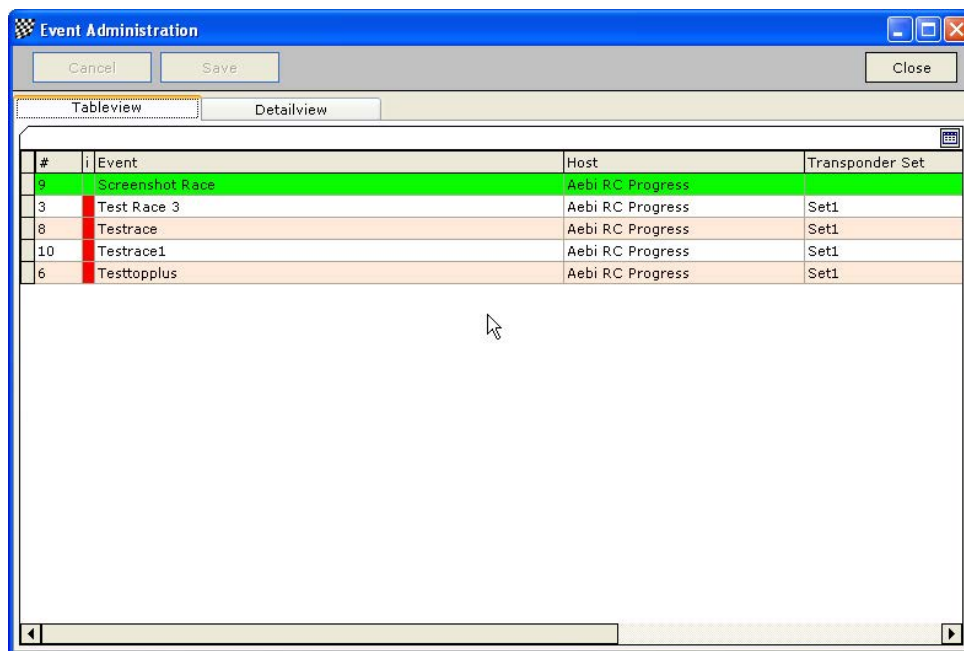 Event Administration
Cancel Save Close
Tableview Detailview
# i Event Host Transponder Set
9 Screenshot Race Aebi RC Progress
3 Test Race 3 Aebi RC Progress Set1
8 Testrace Aebi RC Progress Set1
10 Testrace1 Aebi RC Progress Set1
6 Testtopplus Aebi RC Progress Set1